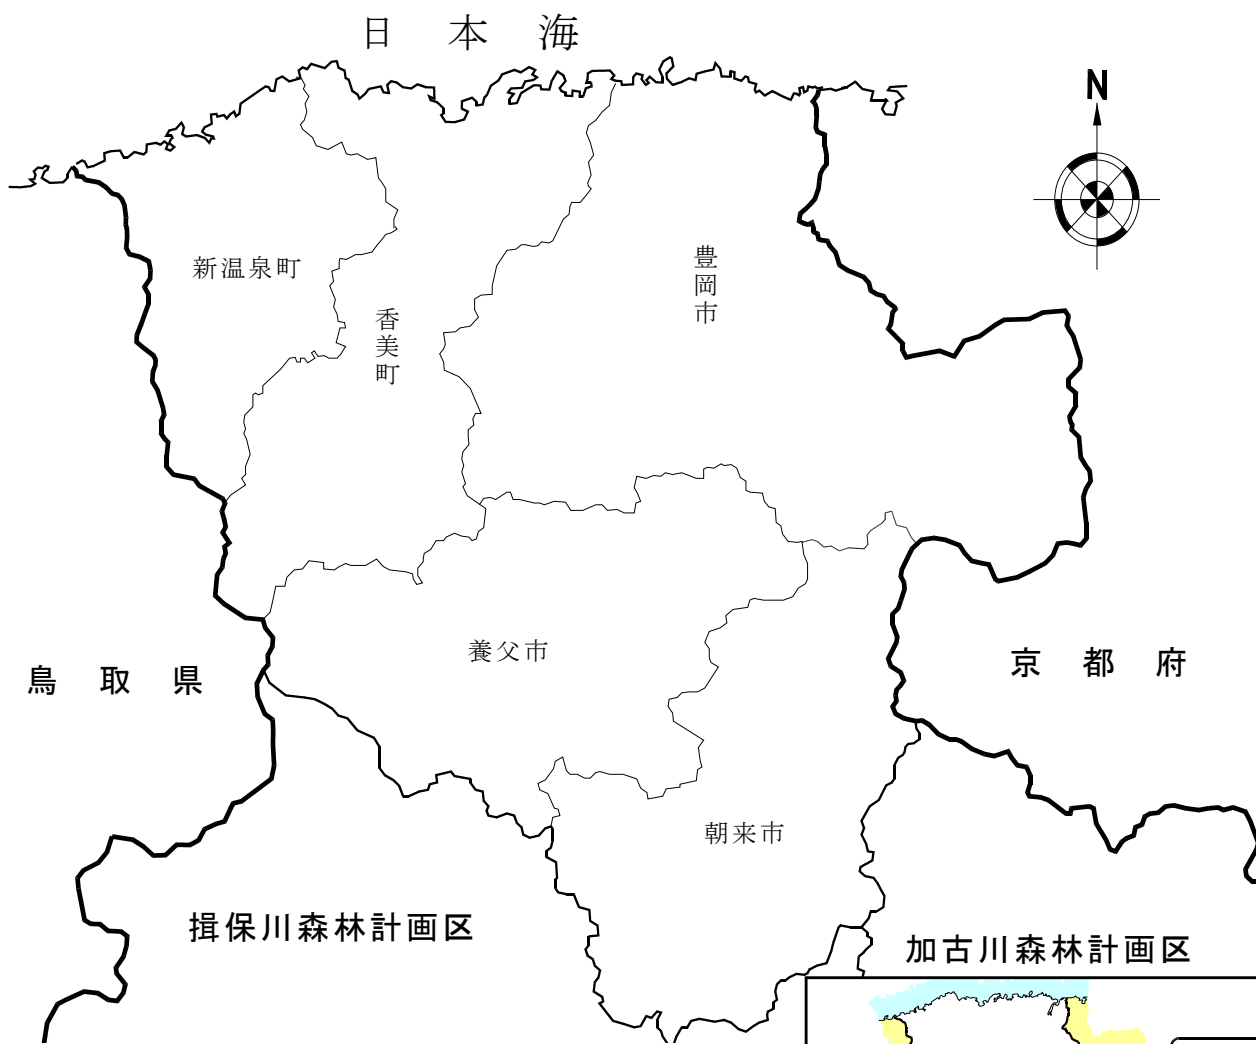 日本海
N
新温泉町
豊岡市
香美町
養父市
鳥取県
京都府
朝来市
揖保川森林計画区
加古川森林計画区